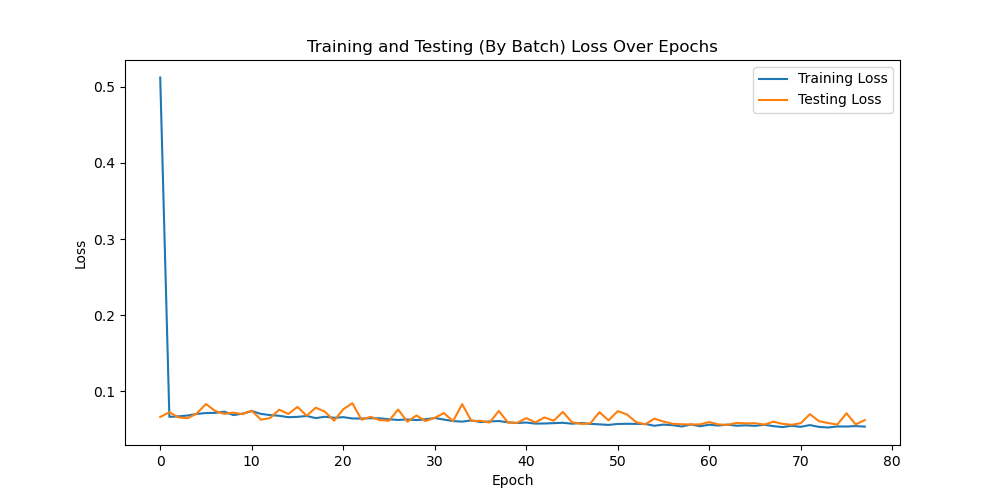 Training and Testing (By Batch) Loss Over Epochs
Training Loss
Testing Loss
0.5
0.4
0.3
0.2
0.1
Loss
0 10 20 30 40 50 60 70 80
Epoch